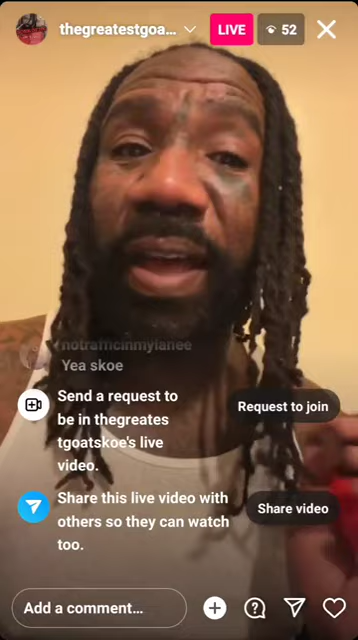 thegreatestgoa...
LIVE
52
notrafficinmylanee
Yea skoe
Send a request to
be in thegreates
tgoatskoe's live
video.
Request to join
Share this live video with
others so they can watch
too.
Share video
Add a comment...